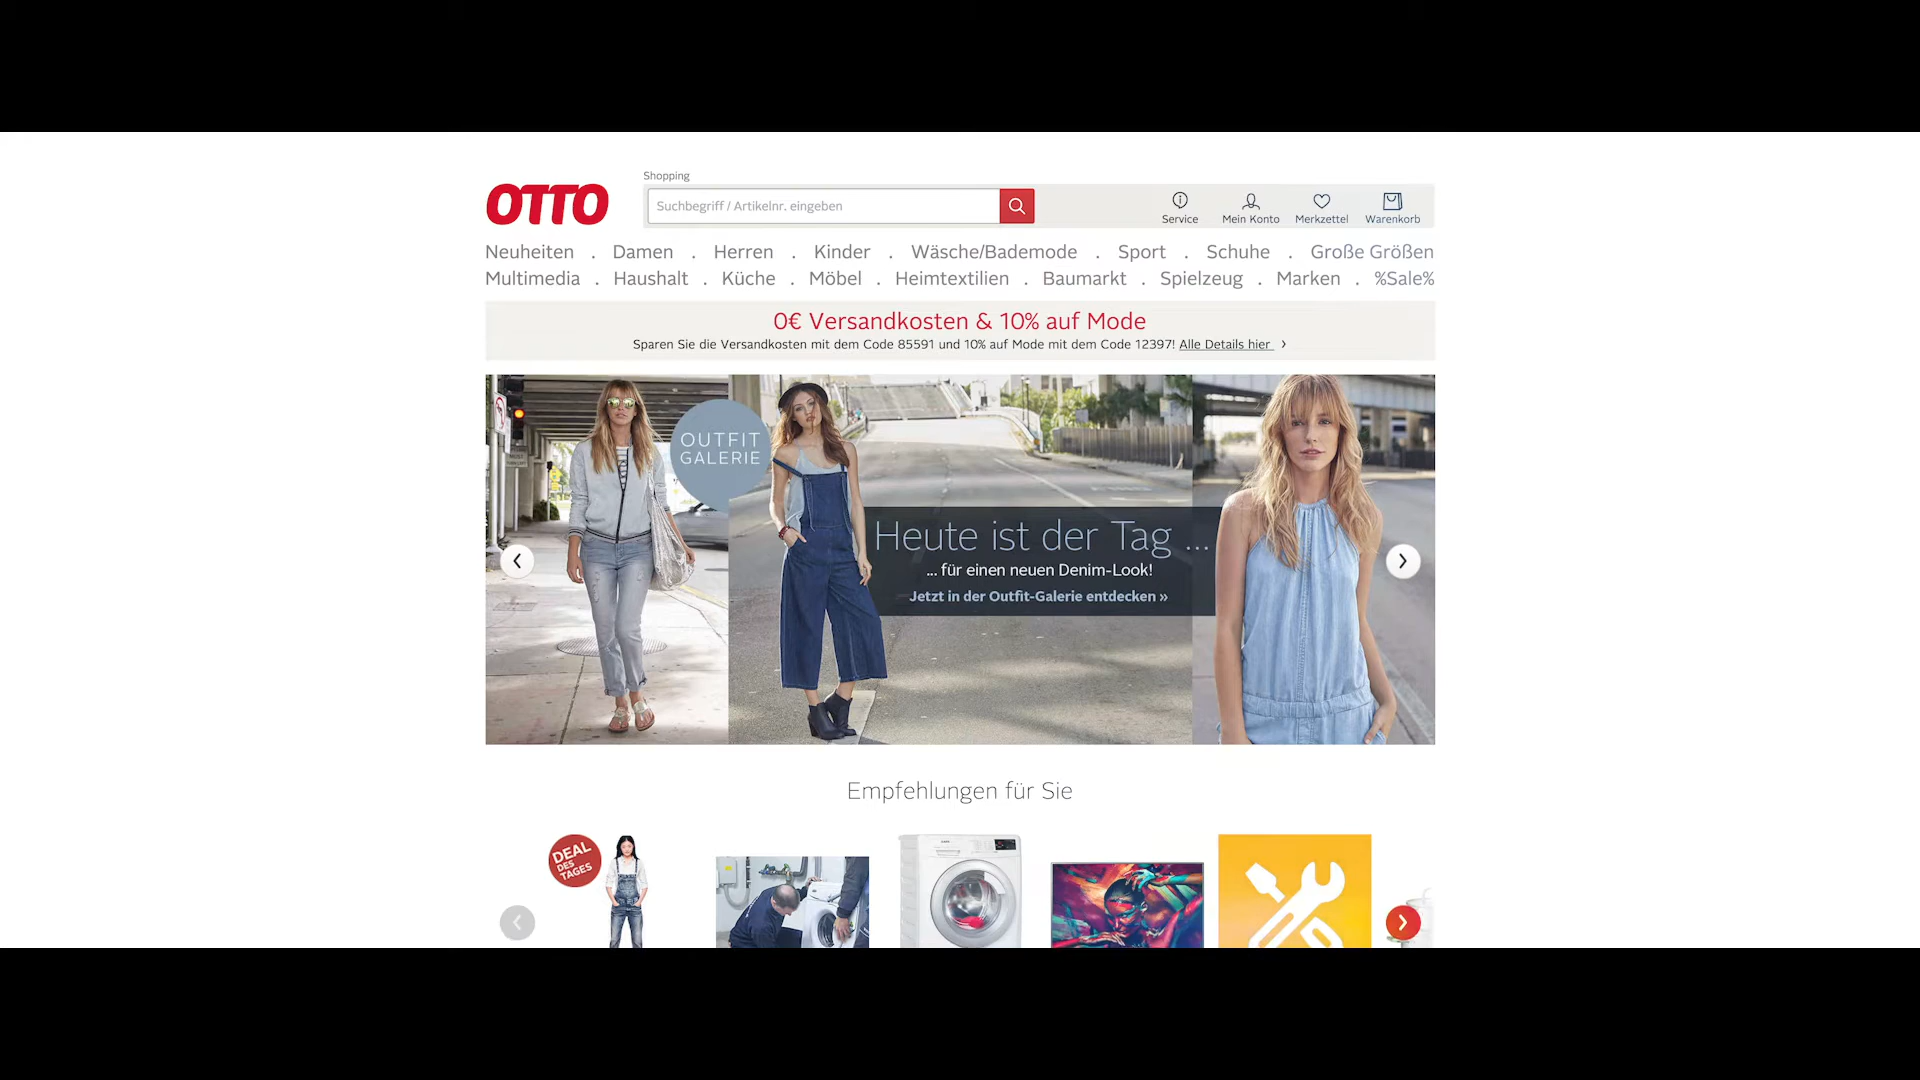 Shopping
OTTO
Suchbegriff / Artikelnr. eingeben
Service
Mein Konto
Merkzettel
Warenkorb
Neuheiten . Damen . Herren . Kinder . Wäsche/Bademode . Sport . Schuhe . Große Größen
Multimedia . Haushalt . Küche . Möbel . Heimtextilien . Baumarkt . Spielzeug . Marken . %Sale%
0€ Versandkosten & 10% auf Mode
Sparen Sie die Versandkosten mit dem Code 85591 und 10% auf Mode mit dem Code 12397! Alle Details hier ›
OUTFIT
GALERIE
Heute ist der Tag ...
... für einen neuen Denim-Look!
Jetzt in der Outfit-Galerie entdecken »
Empfehlungen für Sie
DEAL
DES
TAGES